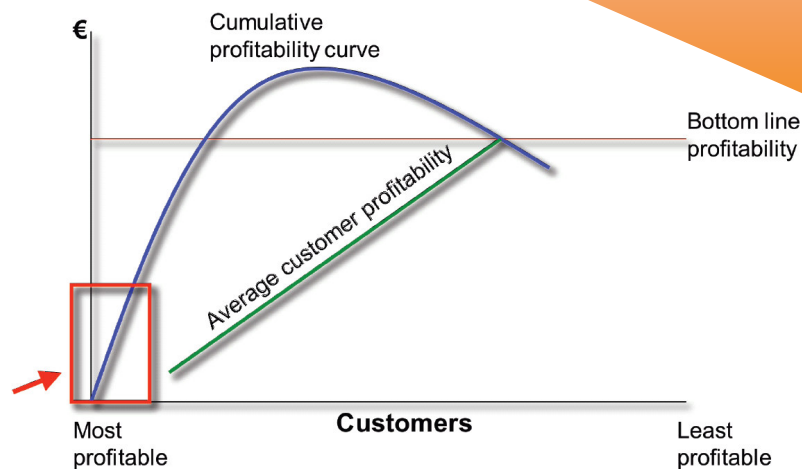 €
Cumulative
profitability curve
Bottom line
profitability
Average customer profitability
Customers
Most
profitable
Least
profitable